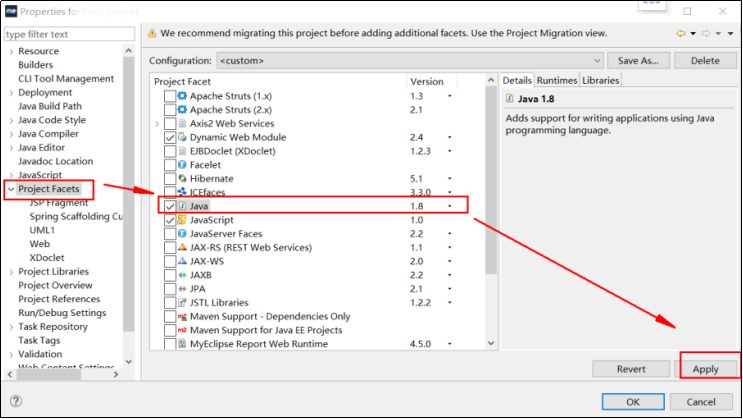 me Properties for
type filter text
Resource
Builders
CLI Tool Management
Deployment
Java Build Path
Java Code Style
Java Compiler
Java Editor
Javadoc Location
JavaScript
Project Facets
JSP Fragment
Spring Scaffolding Cu
UML1
Web
XDoclet
Project Libraries
Project Overview
Project References
Run/Debug Settings
Task Repository
Task Tags
Validation
Web Content Settings
We recommend migrating this project before adding additional facets. Use the Project Migration view.
Configuration: <custom> Save As... Delete
Project Facet Version
Apache Struts (1.x) 1.3
Apache Struts (2.x) 2.1
Axis2 Web Services
Dynamic Web Module 2.4
EJBDoclet (XDoclet) 1.2.3
Facelet
Hibernate 5.1
ICEfaces 3.3.0
Java 1.8
JavaScript 1.0
JavaServer Faces 2.2
JAX-RS (REST Web Services) 1.1
JAX-WS 2.0
JAXB 2.2
JPA 2.1
JSTL Libraries 1.2.2
Maven Support - Dependencies Only
Maven Support for Java EE Projects
MyEclipse Report Web Runtime 4.5.0
Details Runtimes Libraries
Java 1.8
Adds support for writing applications using Java
programming language.
Revert Apply
OK Cancel